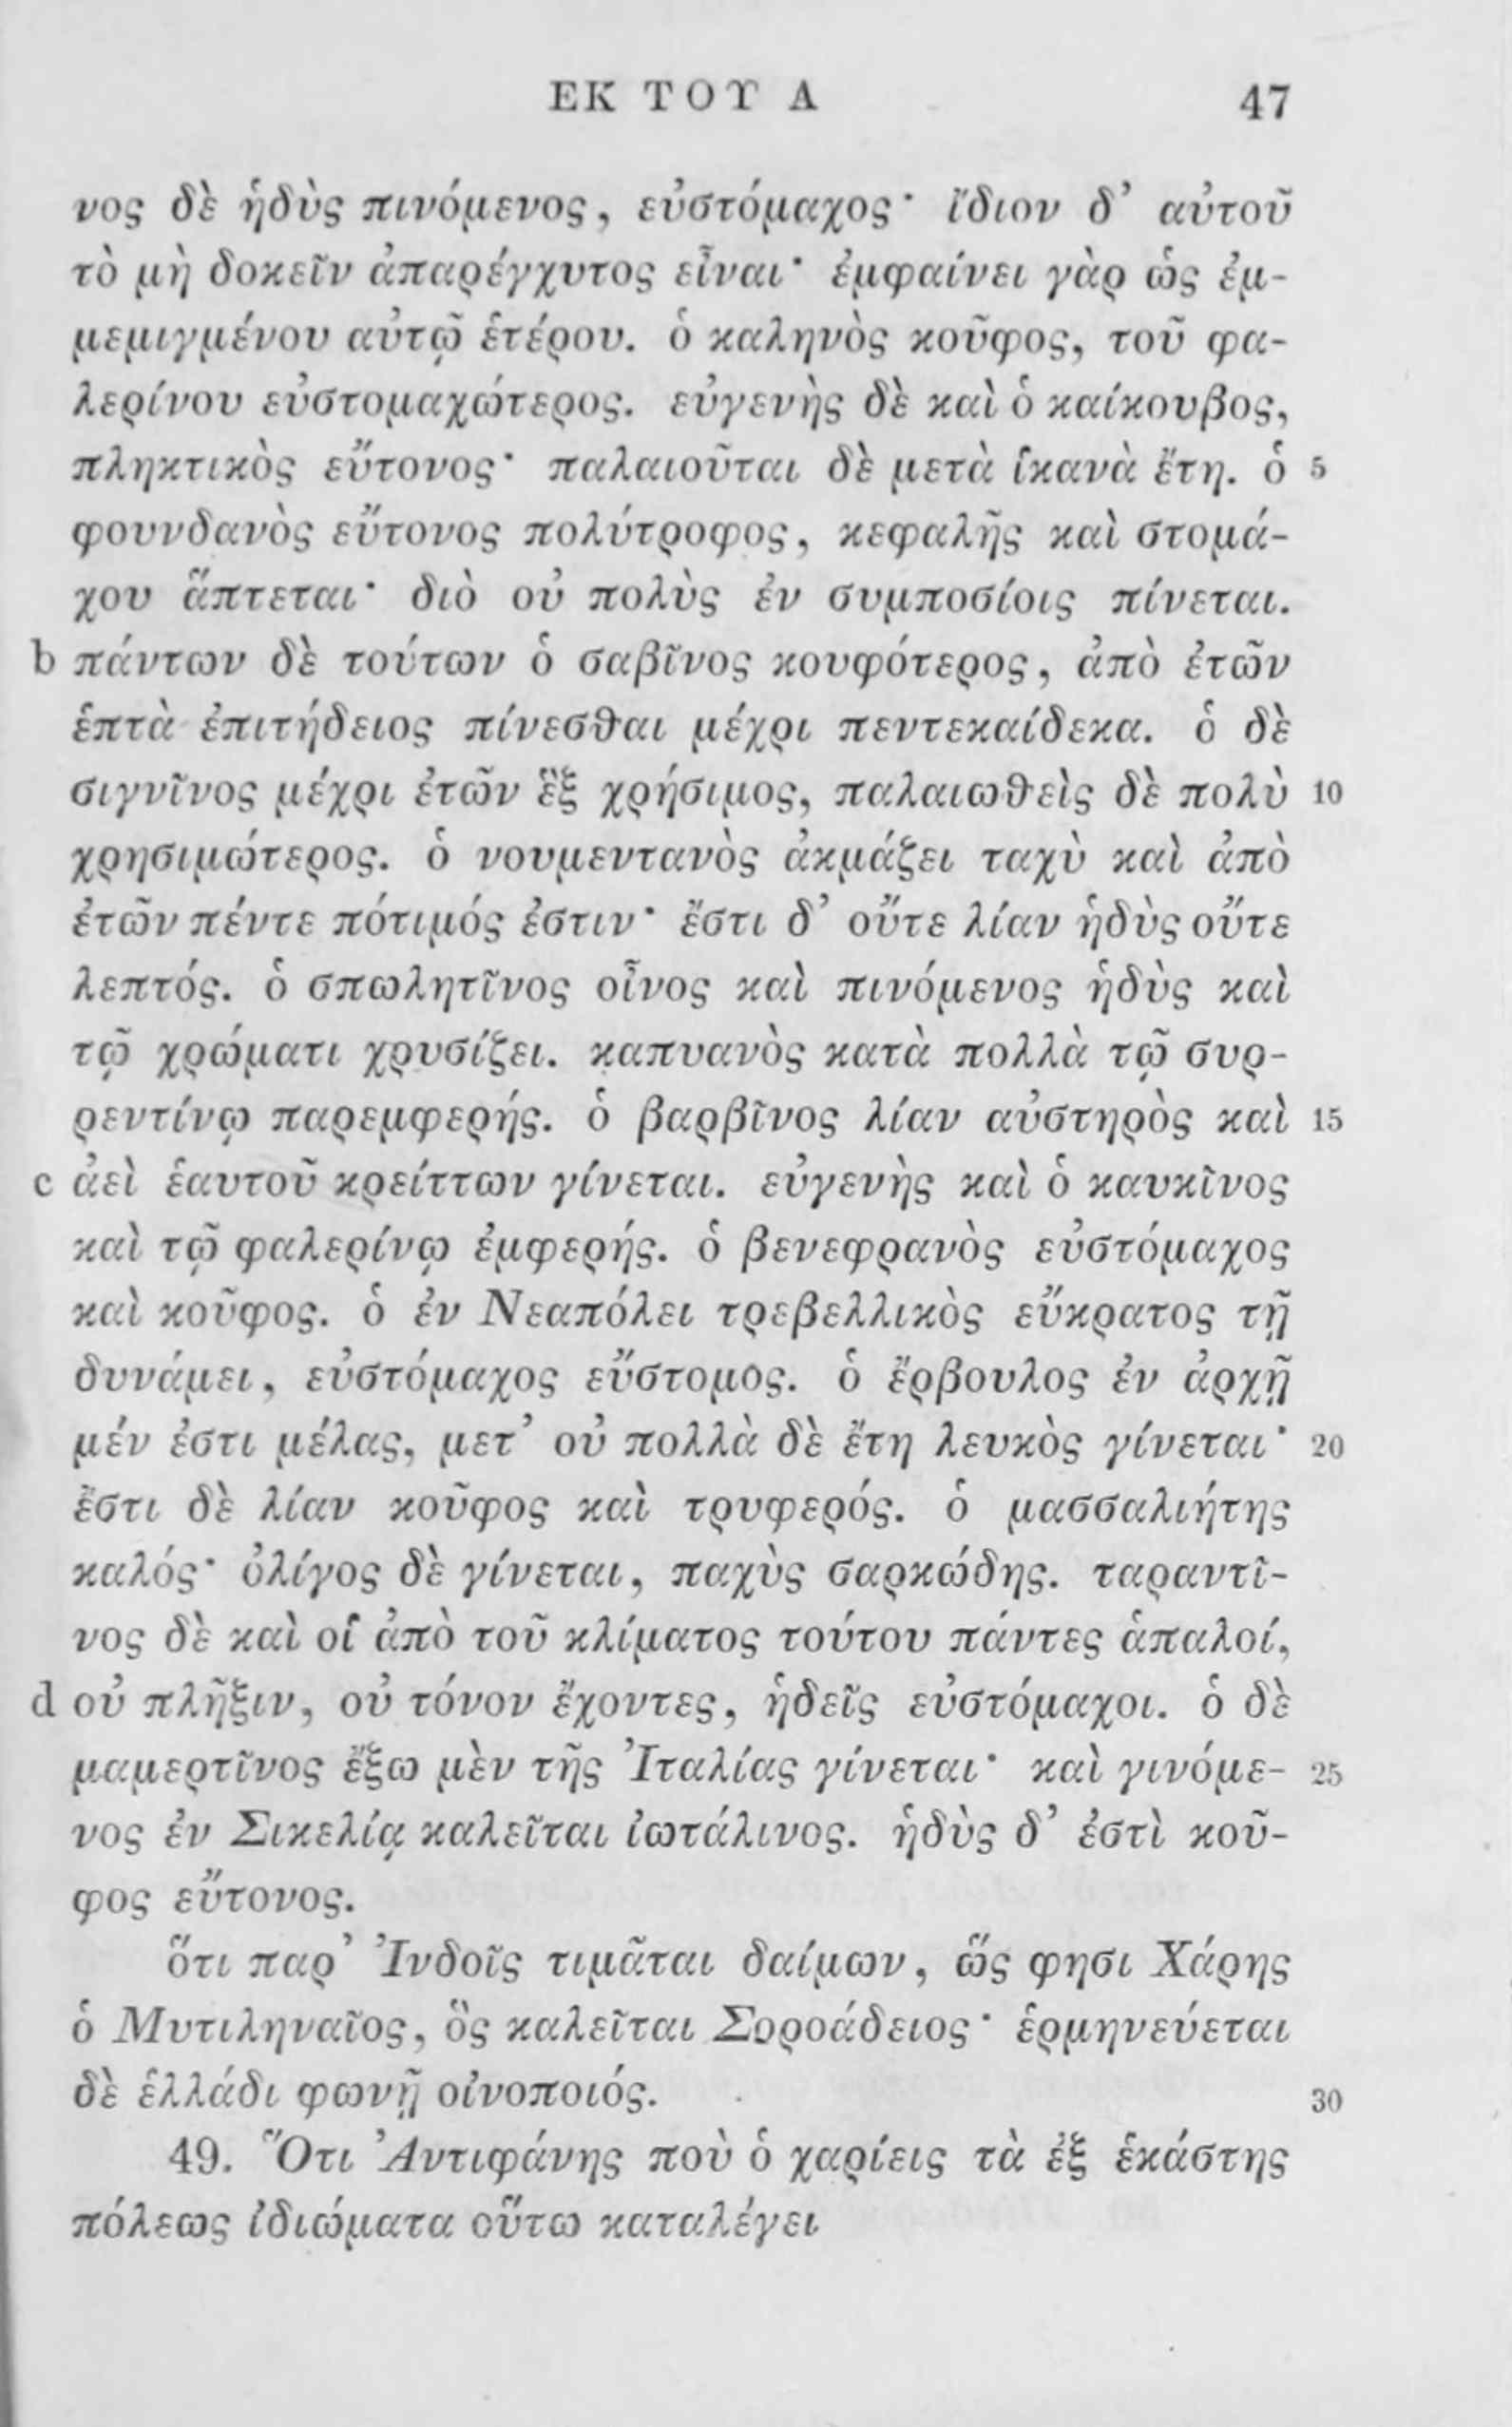 ΕΚ ΤΟΥ Α 47
νος δὲ ἡδὺς πινόμενος, εὐστόμαχος· ἴδιον δ’ αὐτοῦ
τὸ μὴ δοκεῖν ἀπαρέγχυτος εἶναι· ἐμφαίνει γὰρ ὡς ἐμ-
μεμιγμένου αὐτῷ ἑτέρου. ὁ καληνὸς κοῦφος, τοῦ φα-
λερίνου εὐστομαχώτερος. εὐγενὴς δὲ καὶ ὁ καίκουβος,
πληκτικὸς εὔτονος· παλαιοῦται δὲ μετὰ ἱκανὰ ἔτη. ὁ 5
φουνδανὸς εὔτονος πολύτροφος, κεφαλῆς καὶ στομά-
χου ἅπτεται· διὸ οὐ πολὺς ἐν συμποσίοις πίνεται.
b πάντων δὲ τούτων ὁ σαβῖνος κουφότερος, ἀπὸ ἐτῶν
ἑπτὰ ἐπιτήδειος πίνεσθαι μέχρι πεντεκαίδεκα. ὁ δὲ
σιγνῖνος μέχρι ἐτῶν ἓξ χρήσιμος, παλαιωθεὶς δὲ πολὺ 10
χρησιμώτερος. ὁ νουμεντανὸς ἀκμάζει ταχὺ καὶ ἀπὸ
ἐτῶν πέντε πότιμός ἐστιν· ἔστι δ’ οὔτε λίαν ἡδὺς οὔτε
λεπτός. ὁ σπωλητῖνος οἶνος καὶ πινόμενος ἡδὺς καὶ
τῷ χρώματι χρυσίζει. καπυανὸς κατὰ πολλὰ τῷ συρ-
ρεντίνῳ παρεμφερής. ὁ βαρβῖνος λίαν αὐστηρὸς καὶ 15
c ἀεὶ ἑαυτοῦ κρείττων γίνεται. εὐγενὴς καὶ ὁ καυκῖνος
καὶ τῷ φαλερίνῳ ἐμφερής. ὁ βενεφρανὸς εὐστόμαχος
καὶ κοῦφος. ὁ ἐν Νεαπόλει τρεβελλικὸς εὔκρατος τῇ
δυνάμει, εὐστόμαχος εὔστομος. ὁ ἔρβουλος ἐν ἀρχῇ
μέν ἐστι μέλας, μετ’ οὐ πολλὰ δὲ ἔτη λευκὸς γίνεται· 20
ἔστι δὲ λίαν κοῦφος καὶ τρυφερός. ὁ μασσαλιήτης
καλός· ὀλίγος δὲ γίνεται, παχὺς σαρκώδης. ταραντῖ-
νος δὲ καὶ οἱ ἀπὸ τοῦ κλίματος τούτου πάντες ἁπαλοί,
d οὐ πλῆξιν, οὐ τόνον ἔχοντες, ἡδεῖς εὐστόμαχοι. ὁ δὲ
μαμερτῖνος ἔξω μὲν τῆς Ἰταλίας γίνεται· καὶ γινόμε- 25
νος ἐν Σικελίᾳ καλεῖται ἰωτάλινος. ἡδὺς δ’ ἐστὶ κοῦ-
φος εὔτονος.
ὅτι παρ’ Ἰνδοῖς τιμᾶται δαίμων, ὥς φησι Χάρης
ὁ Μυτιληναῖος, ὃς καλεῖται Σοροάδειος· ἑρμηνεύεται
δὲ ἑλλάδι φωνῇ οἰνοποιός. 30
49. Ὅτι Ἀντιφάνης ποὺ ὁ χαρίεις τὰ ἐξ ἑκάστης
πόλεως ἰδιώματα οὕτω καταλέγει